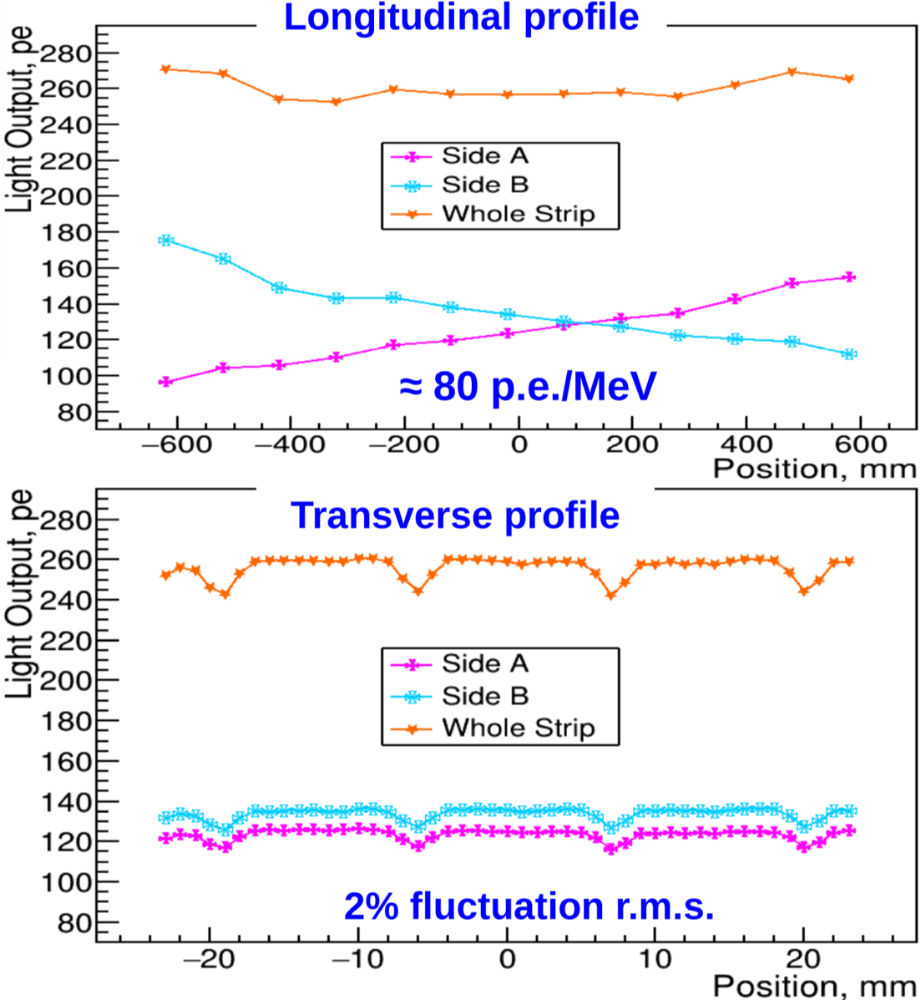 Longitudinal profile
Light Output, pe
280
260
240
220
200
180
160
140
120
100
80
Side A
Side B
Whole Strip
≈ 80 p.e./MeV
−600 −400 −200 0 200 400 600
Position, mm
Transverse profile
Light Output, pe
280
260
240
220
200
180
160
140
120
100
80
Side A
Side B
Whole Strip
2% fluctuation r.m.s.
−20 −10 0 10 20
Position, mm